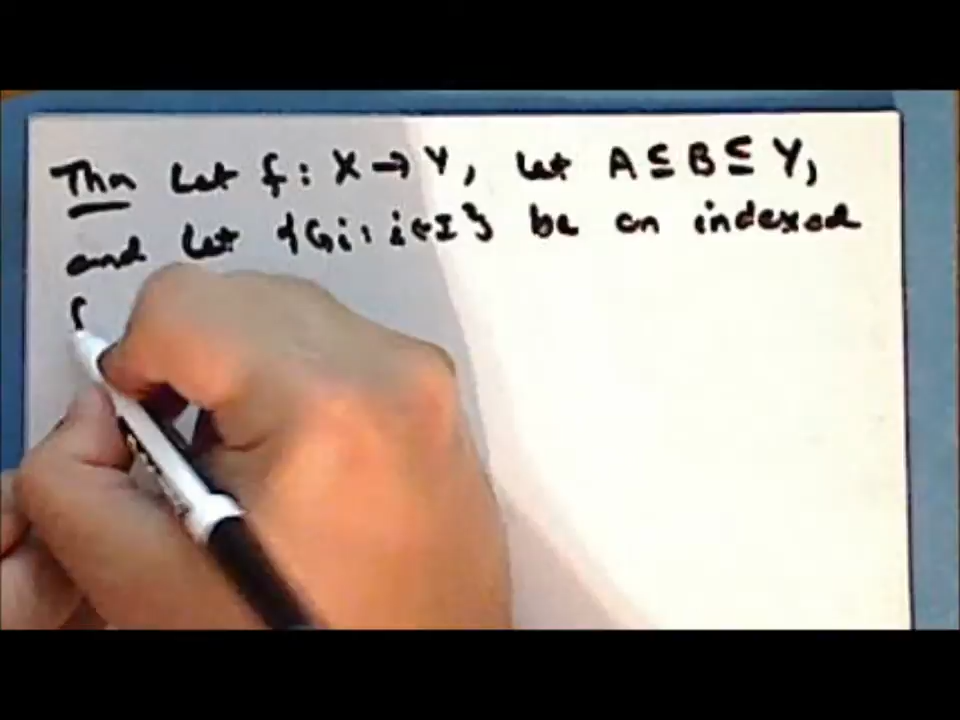 Thm Let f : X → Y, let A ⊆ B ⊆ Y,
and let {Gi : i ∈ I} be an indexed
f